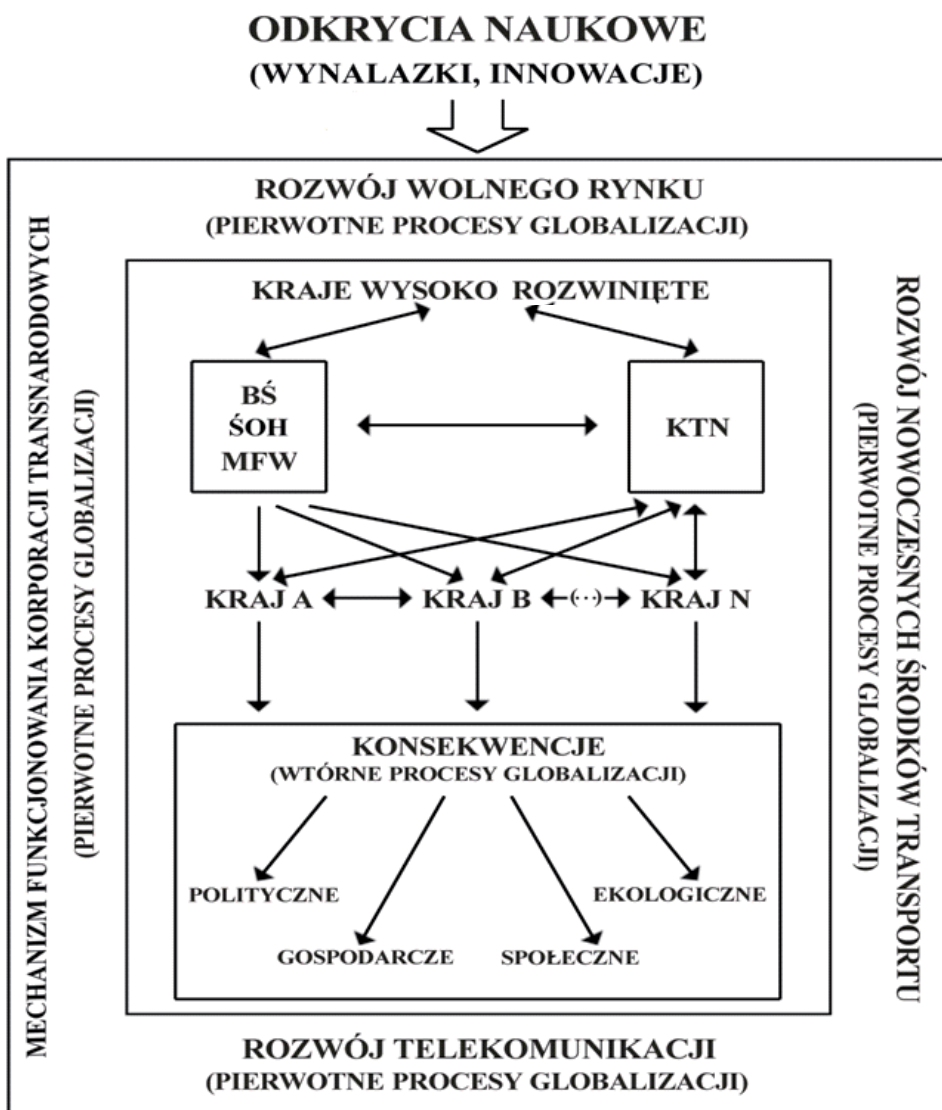 ODKRYCIA NAUKOWE
(WYNALAZKI, INNOWACJE)
ROZWÓJ WOLNEGO RYNKU
(PIERWOTNE PROCESY GLOBALIZACJI)
MECHANIZM FUNKCJONOWANIA KORPORACJI TRANSNARODOWYCH
(PIERWOTNE PROCESY GLOBALIZACJI)
KRAJE WYSOKO ROZWINIĘTE
BŚ
ŚOH
MFW
KTN
KRAJ A
KRAJ B
(··)
KRAJ N
KONSEKWENCJE
(WTÓRNE PROCESY GLOBALIZACJI)
POLITYCZNE
EKOLOGICZNE
GOSPODARCZE
SPOŁECZNE
ROZWÓJ NOWOCZESNYCH ŚRODKÓW TRANSPORTU
(PIERWOTNE PROCESY GLOBALIZACJI)
ROZWÓJ TELEKOMUNIKACJI
(PIERWOTNE PROCESY GLOBALIZACJI)